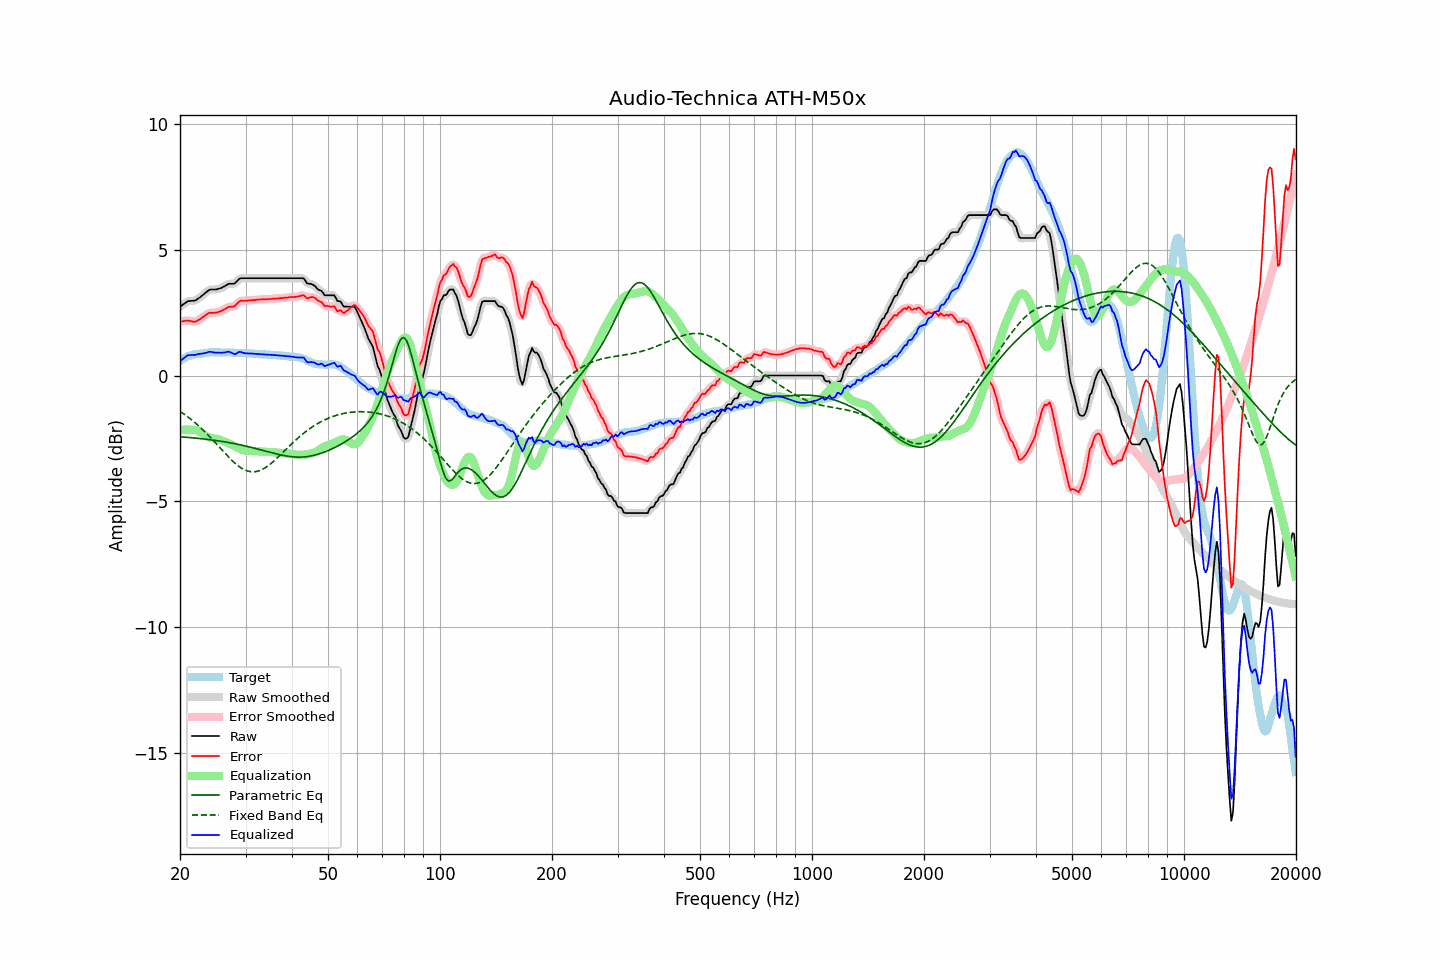 Audio-Technica ATH-M50x
10
5
0
−5
−10
−15
Amplitude (dBr)
Target
Raw Smoothed
Error Smoothed
Raw
Error
Equalization
Parametric Eq
Fixed Band Eq
Equalized
20 50 100 200 500 1000 2000 5000 10000 20000
Frequency (Hz)